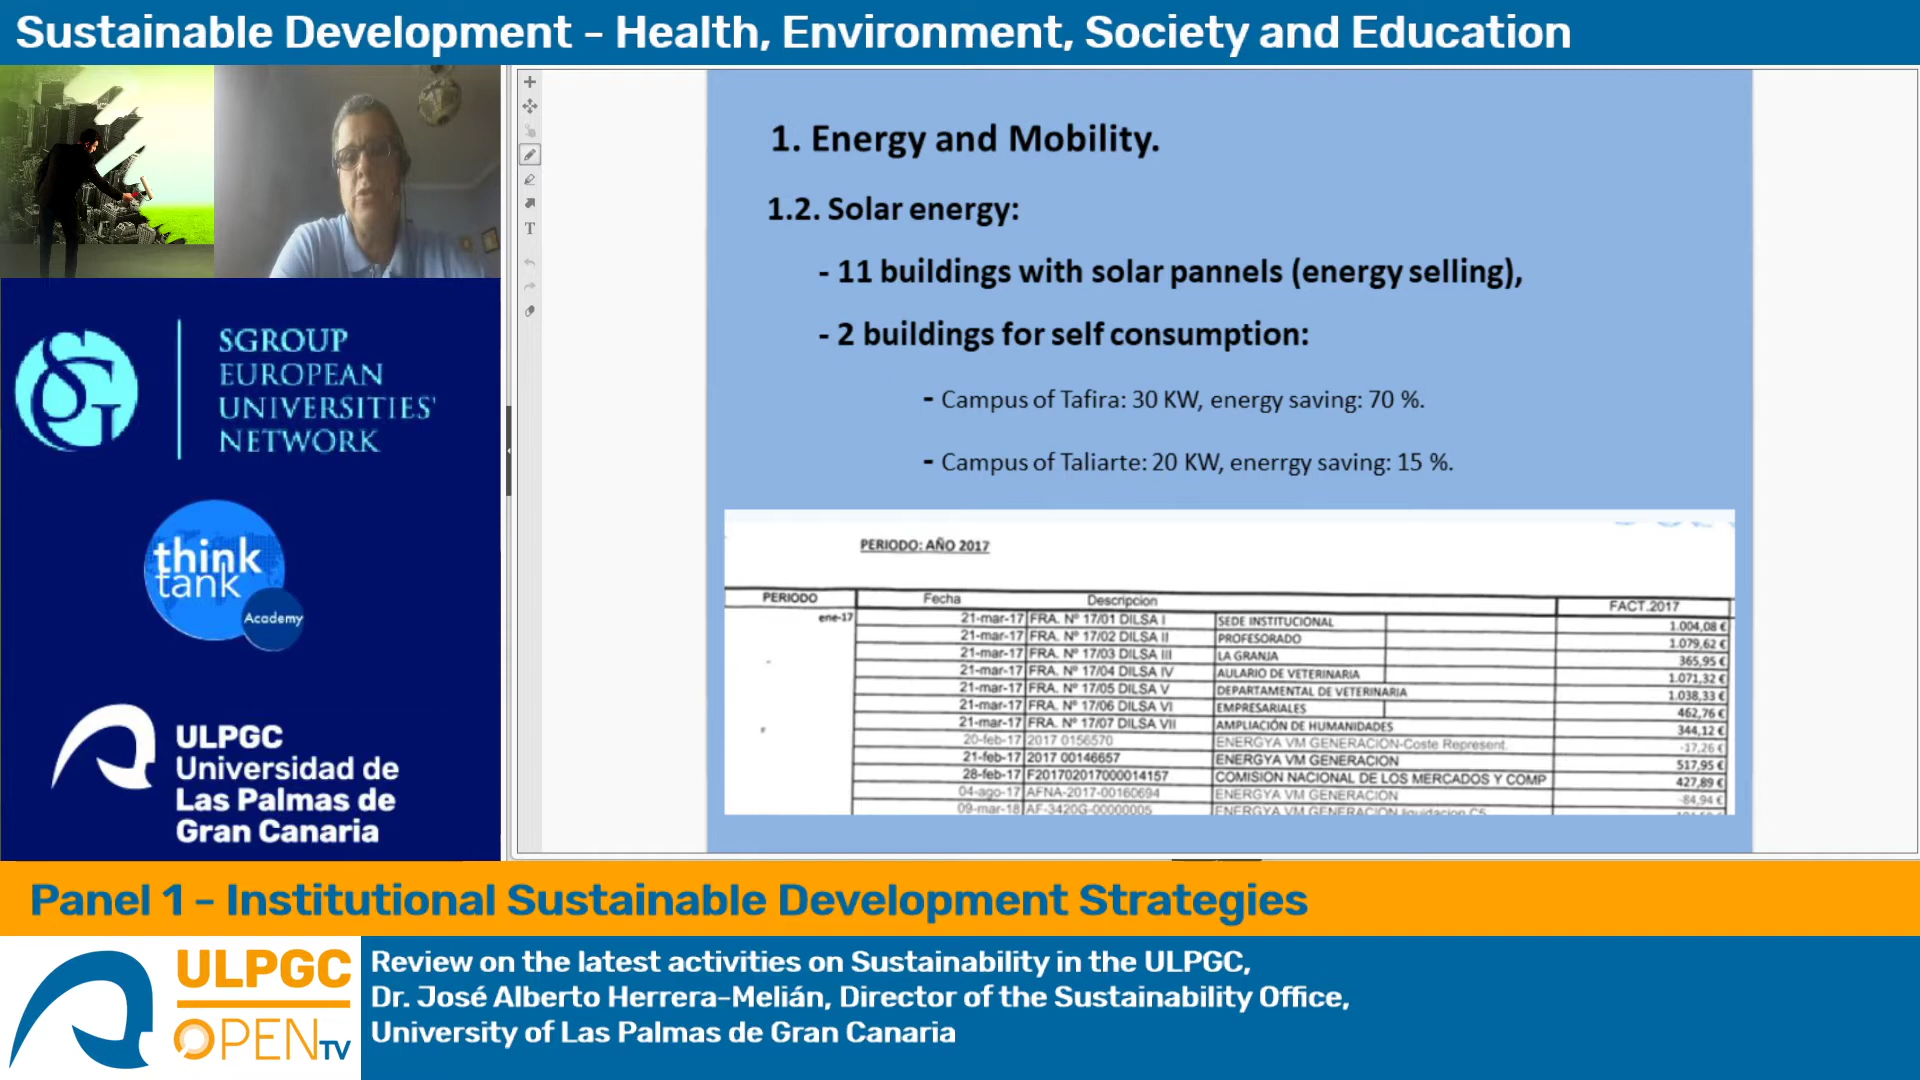 Sustainable Development - Health, Environment, Society and Education
SGROUP
EUROPEAN
UNIVERSITIES'
NETWORK
think
tank
Academy
ULPGC
Universidad de
Las Palmas de
Gran Canaria
1. Energy and Mobility.
1.2. Solar energy:
- 11 buildings with solar pannels (energy selling),
- 2 buildings for self consumption:
- Campus of Tafira: 30 KW, energy saving: 70 %.
- Campus of Taliarte: 20 KW, enerrgy saving: 15 %.
PERIODO: AÑO 2017
PERIODO Fecha Descripcion FACT.2017
ene-17 21-mar-17 FRA. Nº 17/01 DILSA I SEDE INSTITUCIONAL 1.004,08 €
21-mar-17 FRA. Nº 17/02 DILSA II PROFESORADO 1.079,62 €
21-mar-17 FRA. Nº 17/03 DILSA III LA GRANJA 365,95 €
21-mar-17 FRA. Nº 17/04 DILSA IV AULARIO DE VETERINARIA 1.071,32 €
21-mar-17 FRA. Nº 17/05 DILSA V DEPARTAMENTAL DE VETERINARIA 1.038,33 €
21-mar-17 FRA. Nº 17/06 DILSA VI EMPRESARIALES 462,76 €
21-mar-17 FRA. Nº 17/07 DILSA VII AMPLIACIÓN DE HUMANIDADES 344,12 €
20-feb-17 2017 0156570 ENERGYA VM GENERACION-Coste Represent. -17,26 €
21-feb-17 2017 00146657 ENERGYA VM GENERACION 517,95 €
28-feb-17 F201702017000014157 COMISION NACIONAL DE LOS MERCADOS Y COMP 427,89 €
04-ago-17 AFNA-2017-00160694 ENERGYA VM GENERACION -84,94 €
09-mar-18 AF-3420G-00000005 ENERGYA VM GENERACION liquidacion C5
Panel 1 - Institutional Sustainable Development Strategies
ULPGC
OPEN TV
Review on the latest activities on Sustainability in the ULPGC,
Dr. José Alberto Herrera-Melián, Director of the Sustainability Office,
University of Las Palmas de Gran Canaria